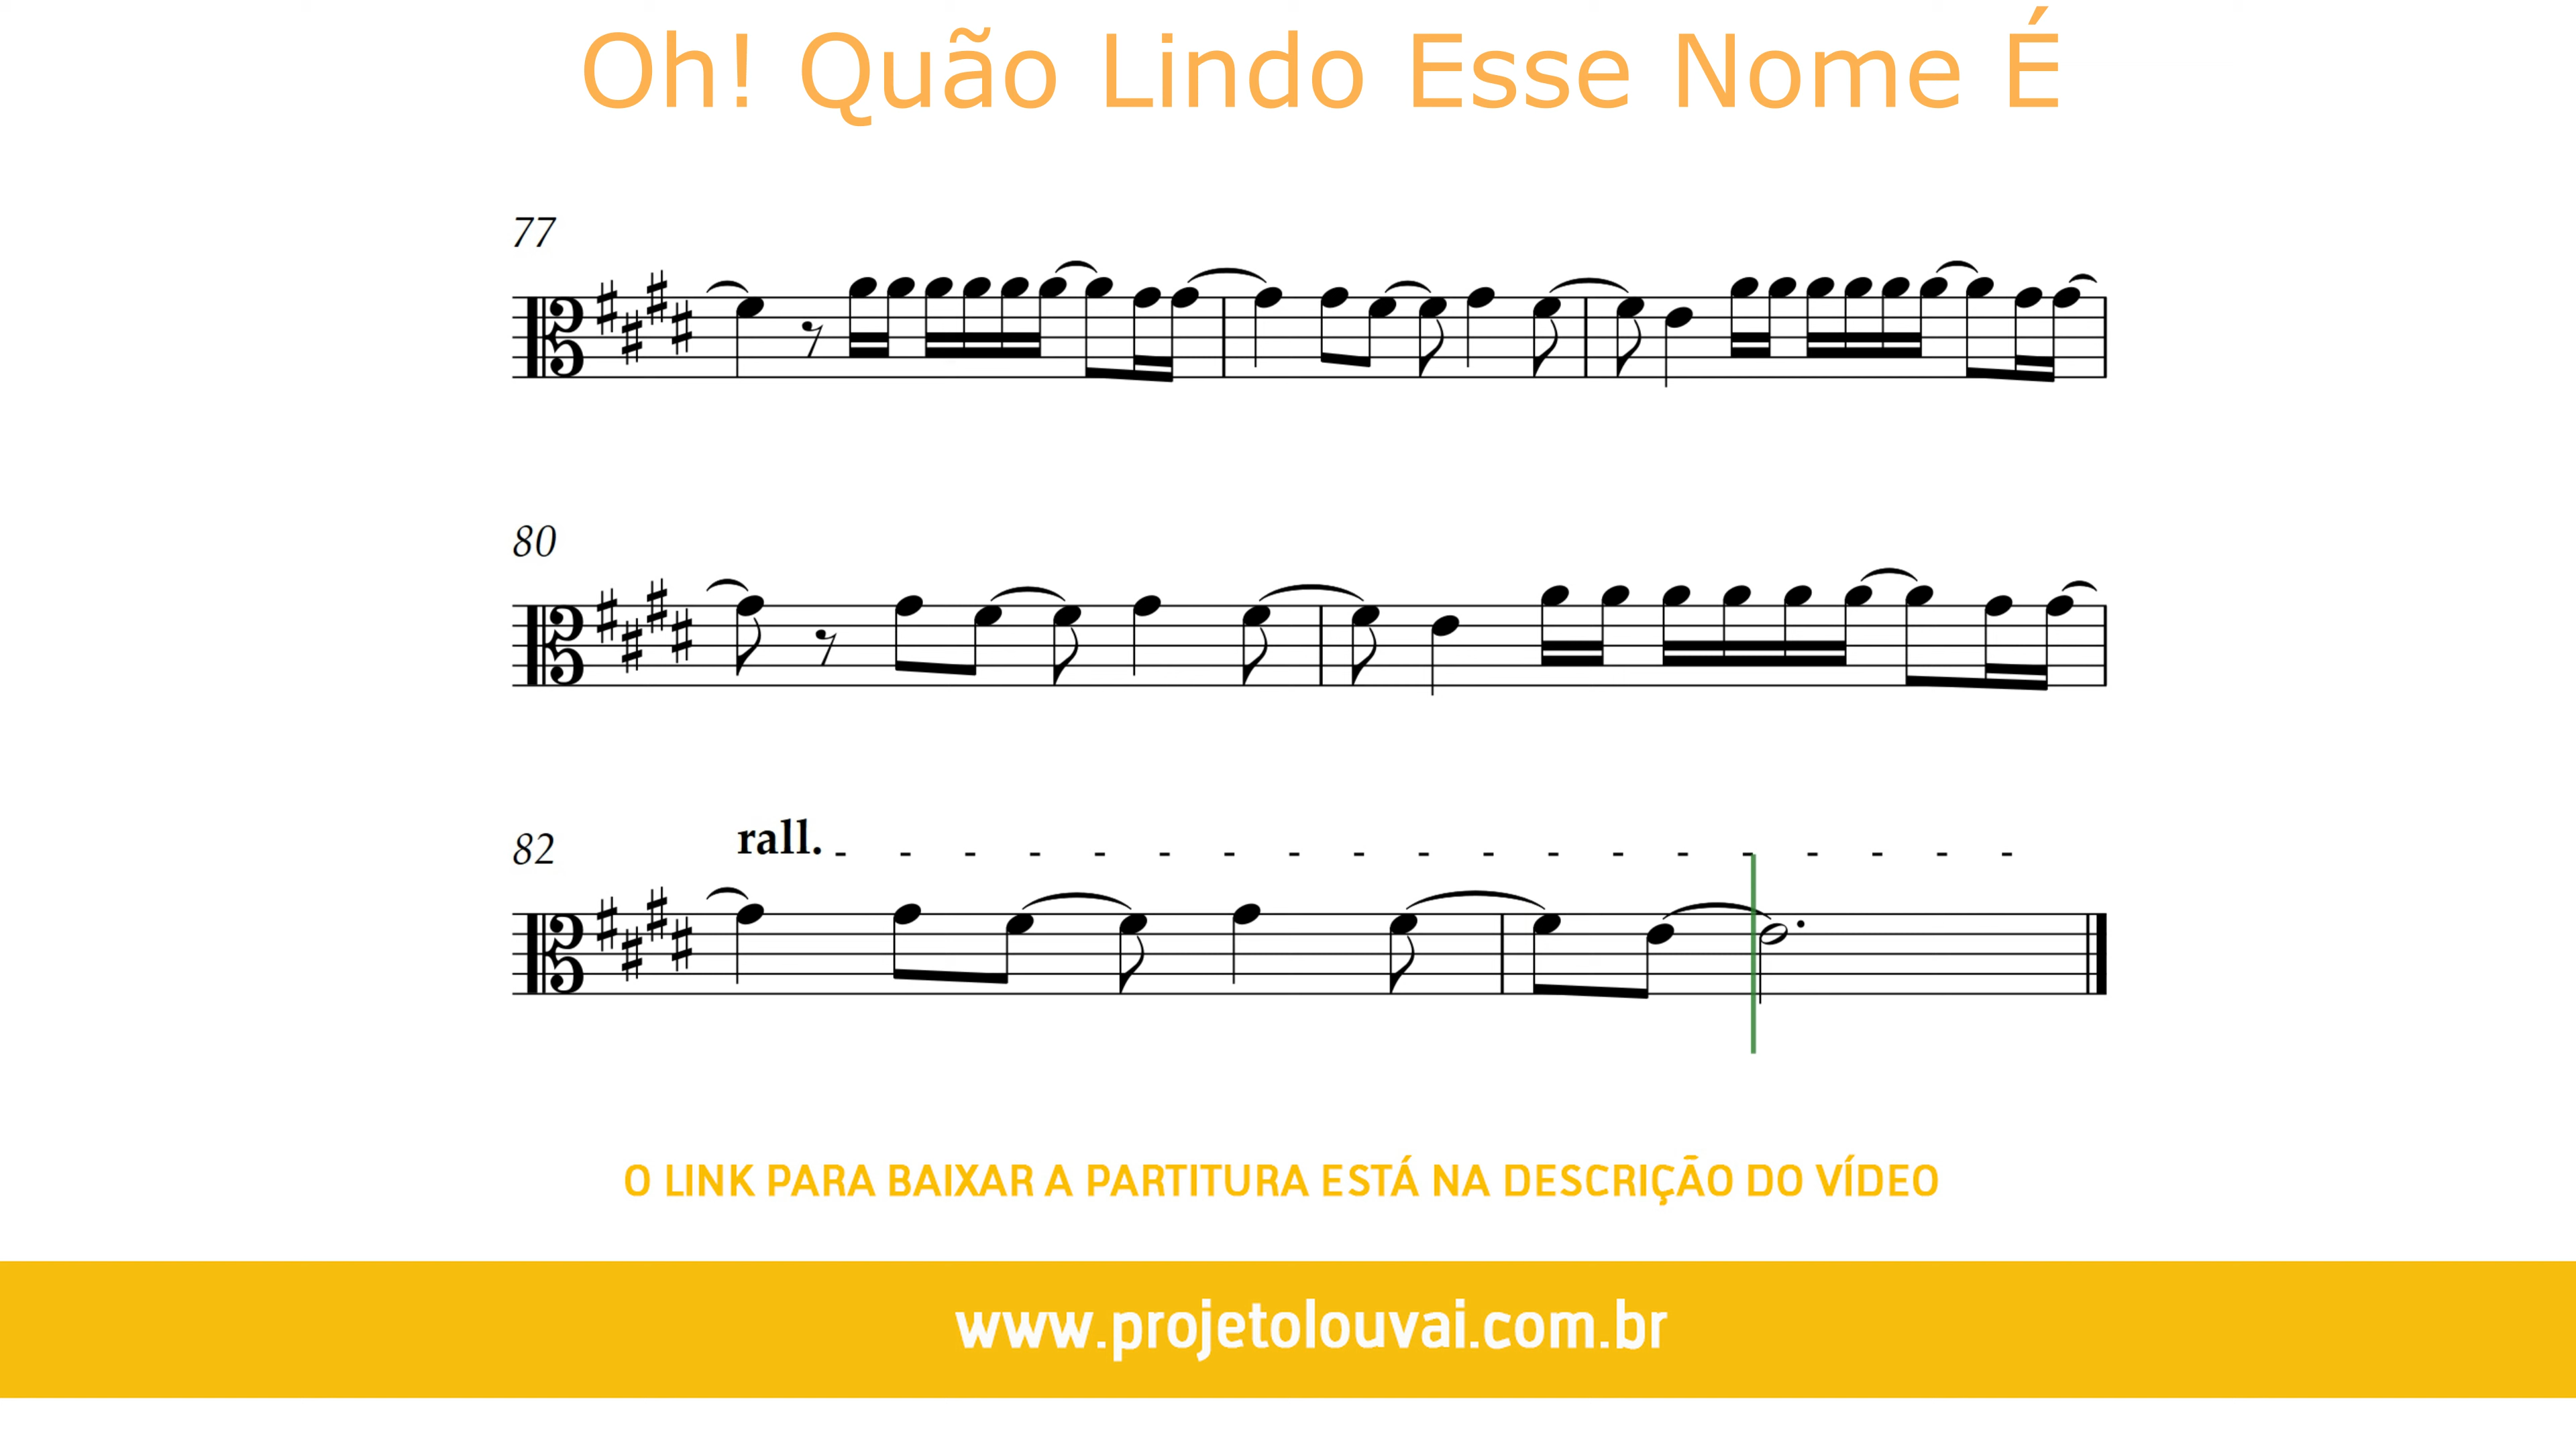 Oh! Quão Lindo Esse Nome É
77
80
82
rall.
O LINK PARA BAIXAR A PARTITURA ESTÁ NA DESCRIÇÃO DO VÍDEO
www.projetolouvai.com.br